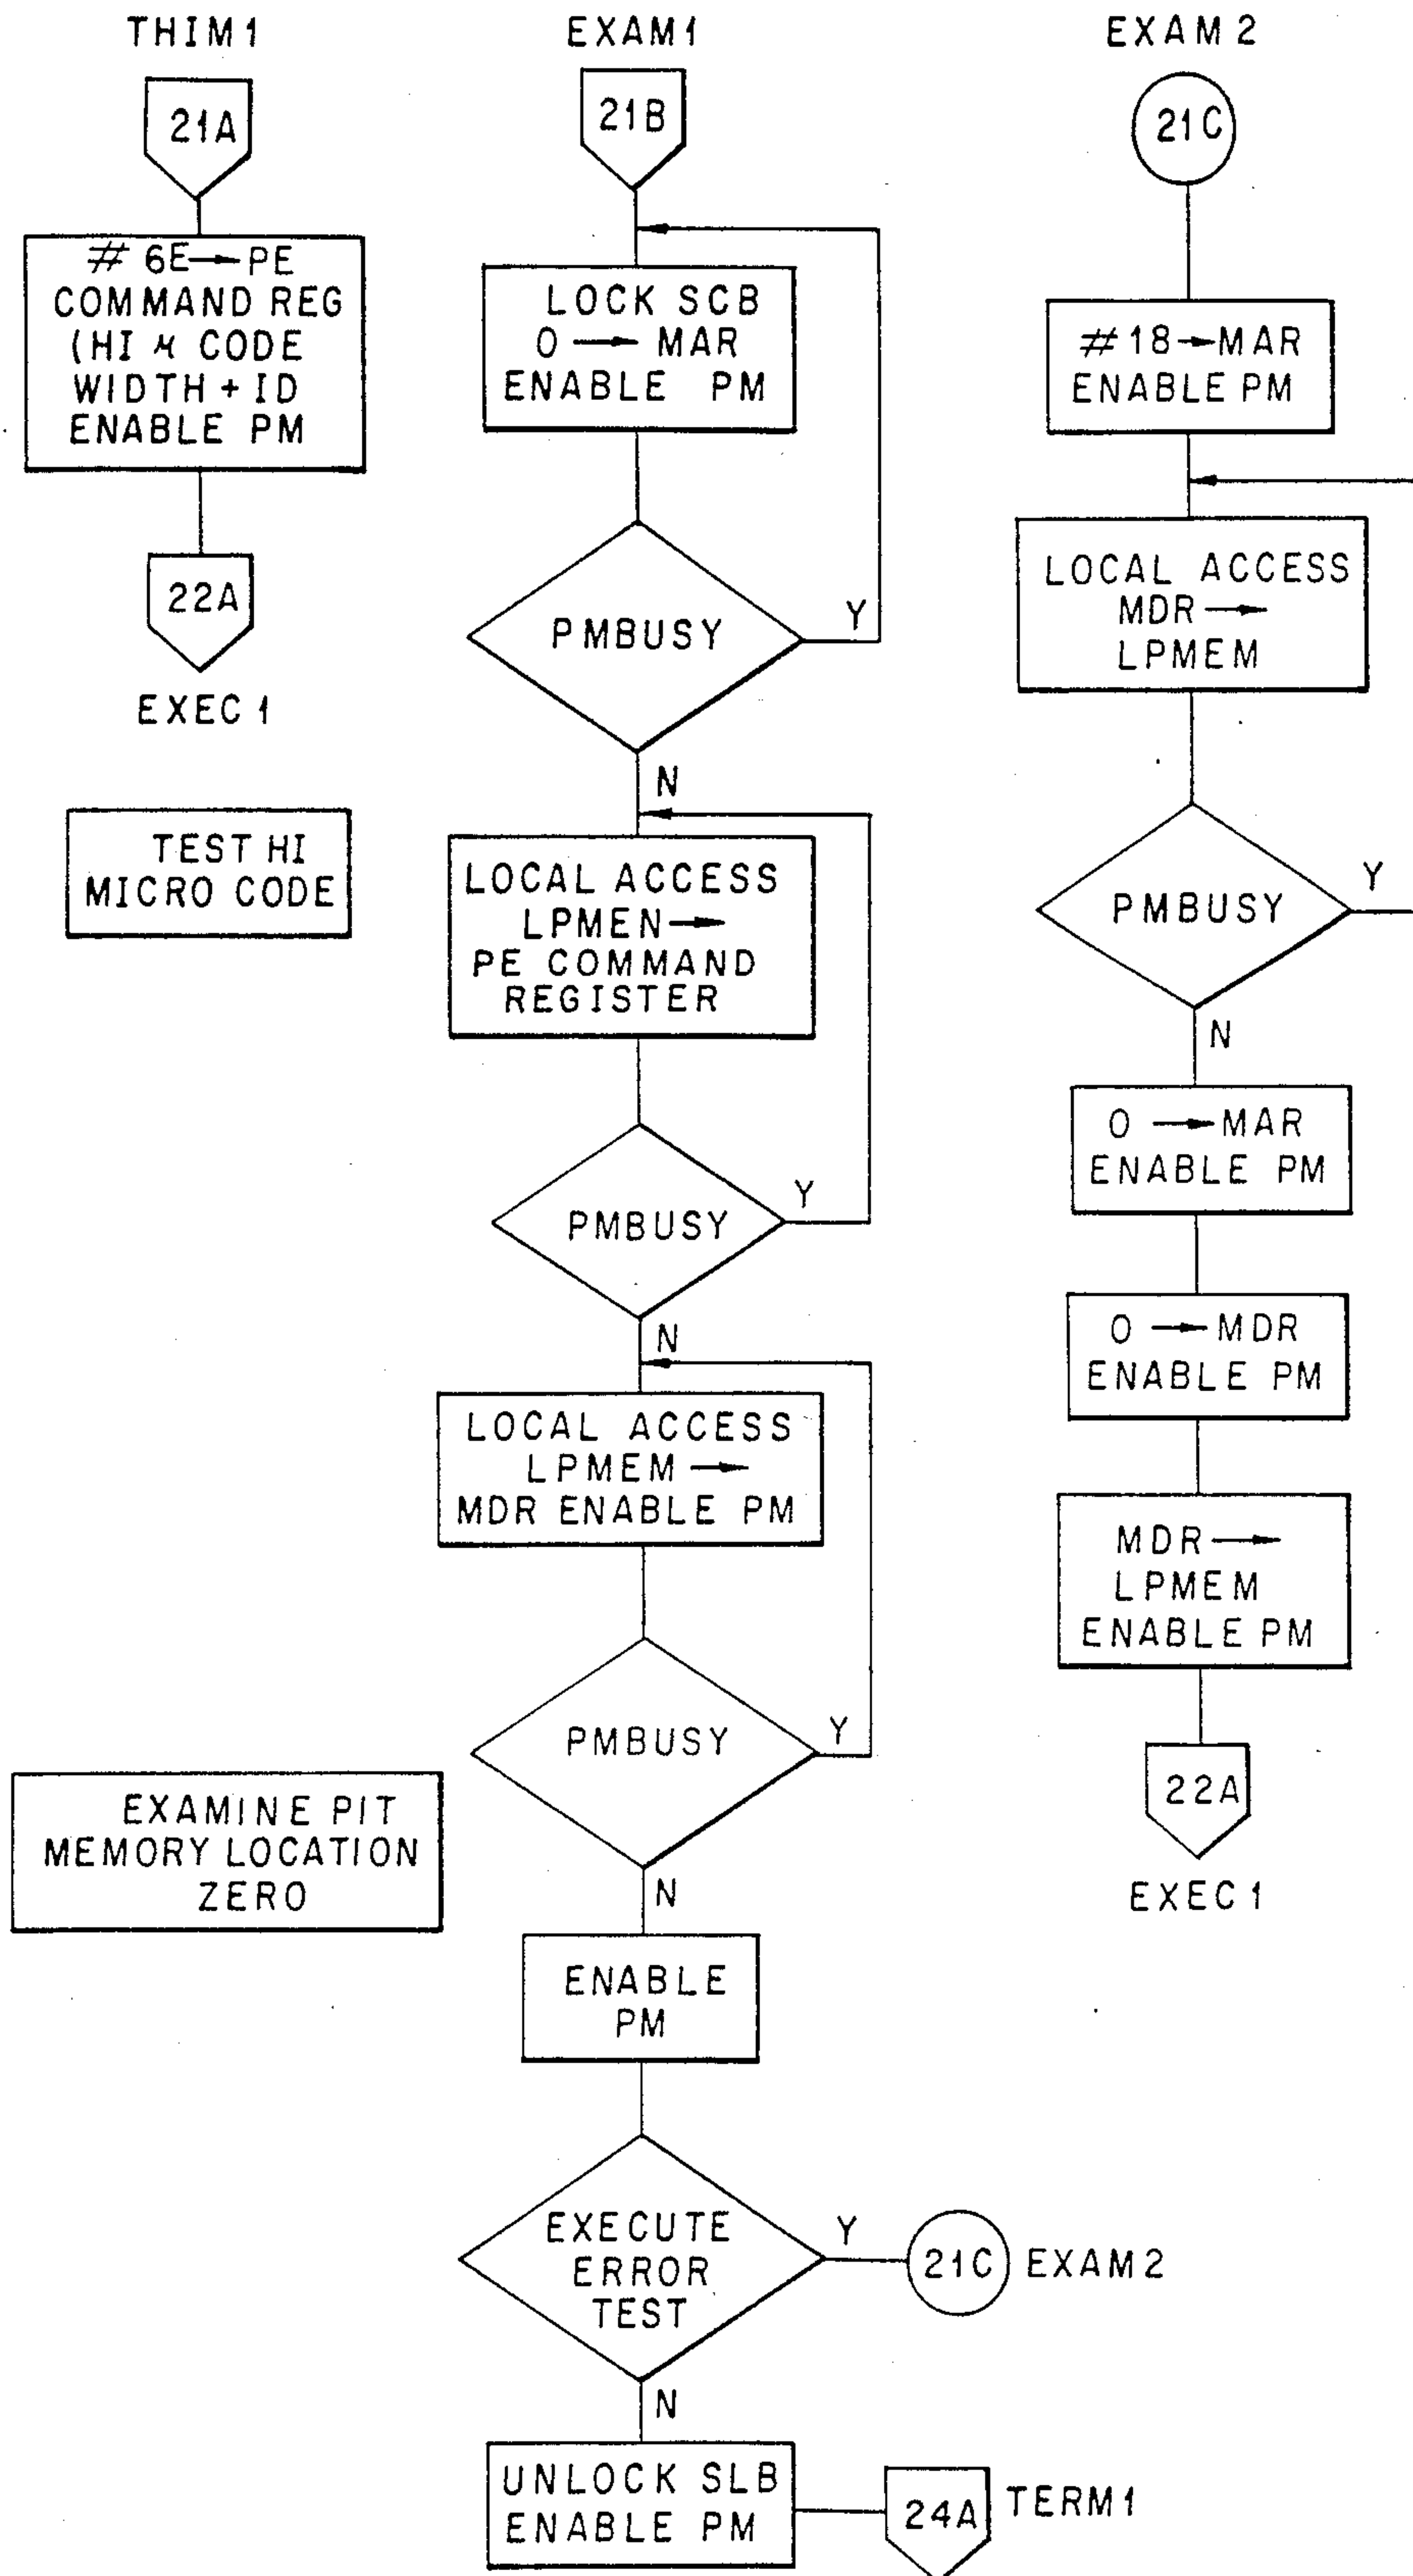 THIM1
21A
# 6E→PE
COMMAND REG
(HI μ CODE
WIDTH + ID
ENABLE PM
22A
EXEC 1
TEST HI
MICRO CODE
EXAMINE PIT
MEMORY LOCATION
ZERO
EXAM1
21B
LOCK SCB
0 → MAR
ENABLE PM
PMBUSY
Y
N
LOCAL ACCESS
LPMEN→
PE COMMAND
REGISTER
PMBUSY
Y
N
LOCAL ACCESS
LPMEM →
MDR ENABLE PM
PMBUSY
Y
N
ENABLE
PM
EXECUTE
ERROR
TEST
Y
21C EXAM2
N
UNLOCK SLB
ENABLE PM
24A TERM1
EXAM 2
21C
#18→MAR
ENABLE PM
LOCAL ACCESS
MDR →
LPMEM
PMBUSY
Y
N
0 → MAR
ENABLE PM
0 → MDR
ENABLE PM
MDR →
LPMEM
ENABLE PM
22A
EXEC 1